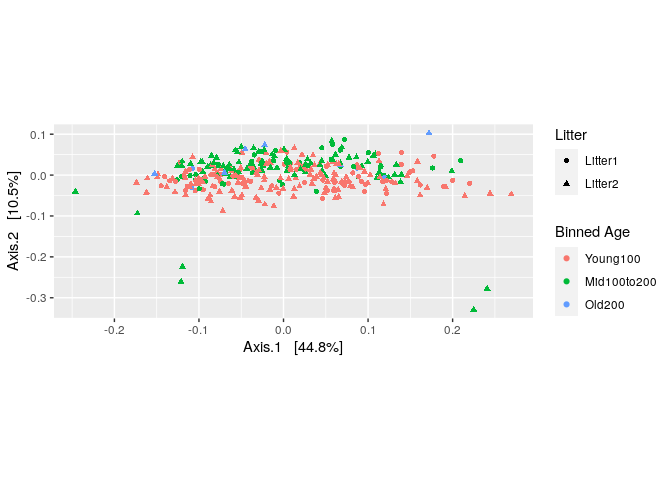 0.1
0.0
-0.1
-0.2
-0.3
Axis.2 [10.5%]
-0.2 -0.1 0.0 0.1 0.2
Axis.1 [44.8%]
Litter
Litter1
Litter2
Binned Age
Young100
Mid100to200
Old200